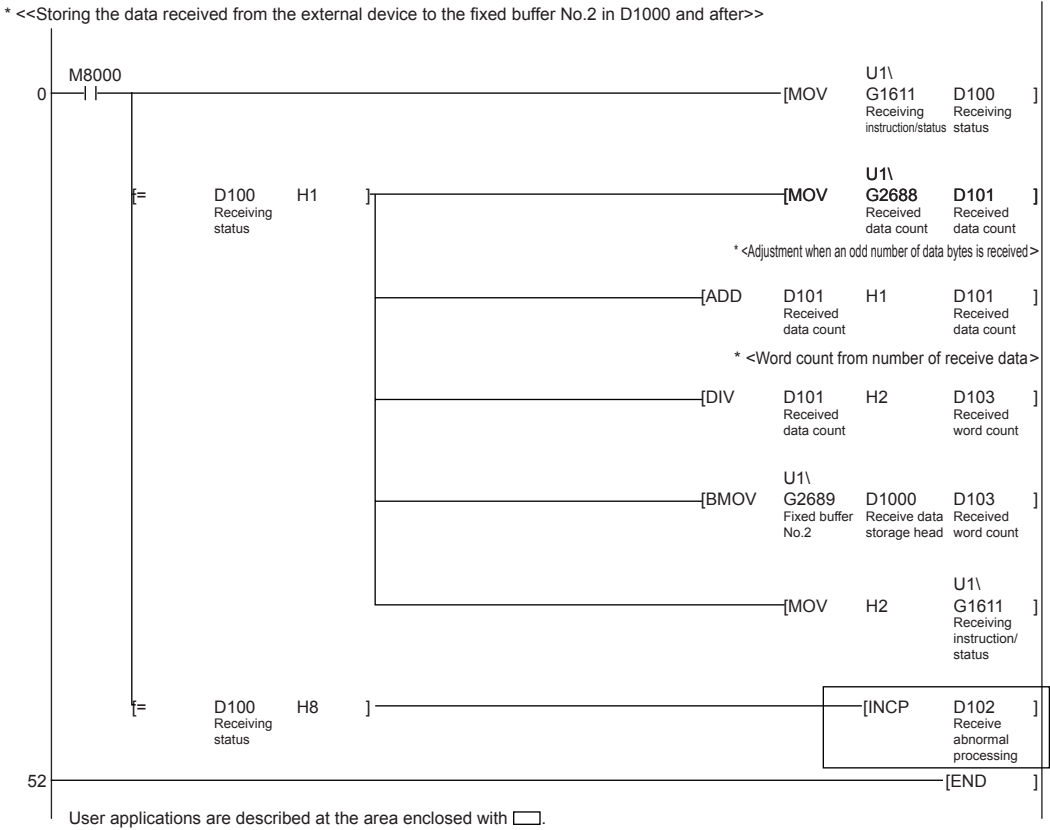 * <<Storing the data received from the external device to the fixed buffer No.2 in D1000 and after>>
M8000
U1\
0 [MOV G1611 D100 ]
Receiving Receiving
instruction/status status
U1\
[= D100 H1 ] [MOV G2688 D101 ]
Receiving Received Received
status data count data count
* <Adjustment when an odd number of data bytes is received>
[ADD D101 H1 D101 ]
Received Received
data count data count
* <Word count from number of receive data>
[DIV D101 H2 D103 ]
Received Received
data count word count
U1\
[BMOV G2689 D1000 D103 ]
Fixed buffer Receive data Received
No.2 storage head word count
U1\
[MOV H2 G1611 ]
Receiving
instruction/
status
[= D100 H8 ] [INCP D102 ]
Receiving Receive
status abnormal
processing
52 [END ]
User applications are described at the area enclosed with .